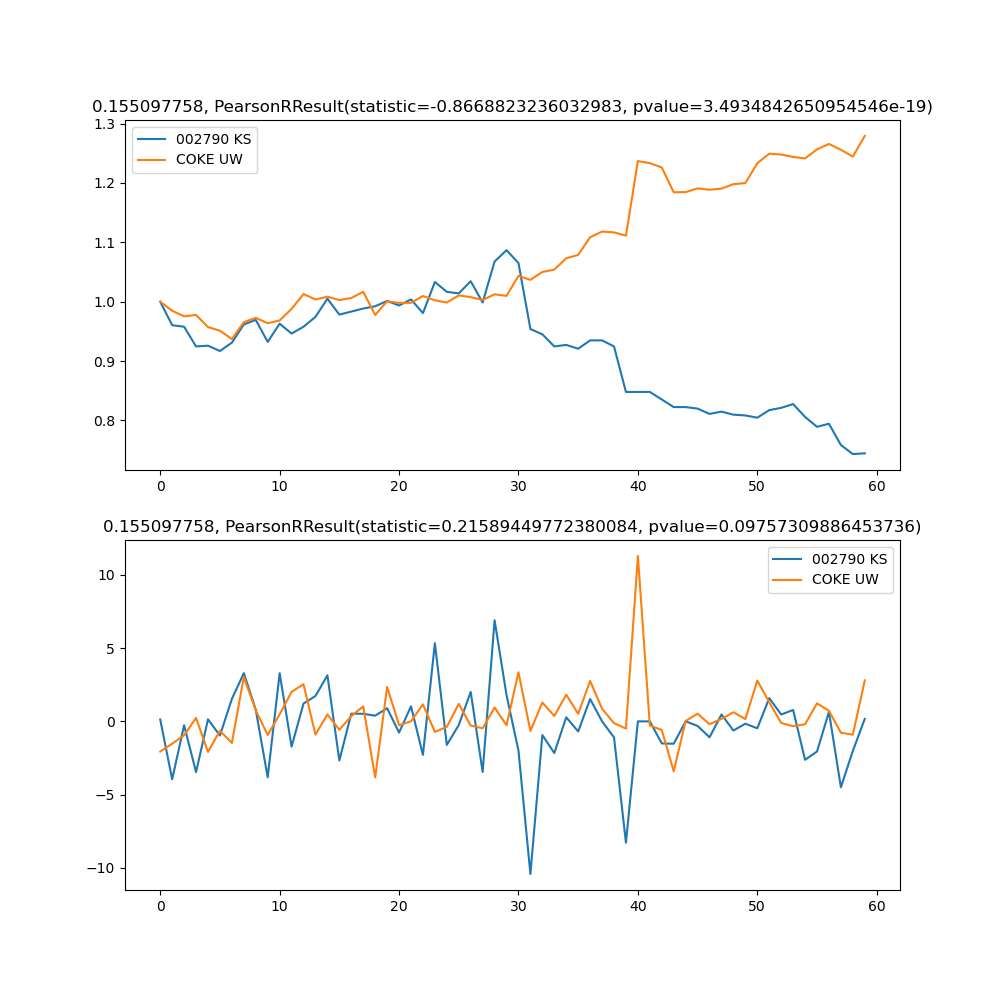 0.155097758, PearsonRResult(statistic=-0.8668823236032983, pvalue=3.4934842650954546e-19)
1.3
1.2
1.1
1.0
0.9
0.8
002790 KS
COKE UW
0 10 20 30 40 50 60
0.155097758, PearsonRResult(statistic=0.21589449772380084, pvalue=0.09757309886453736)
10
5
0
−5
−10
002790 KS
COKE UW
0 10 20 30 40 50 60